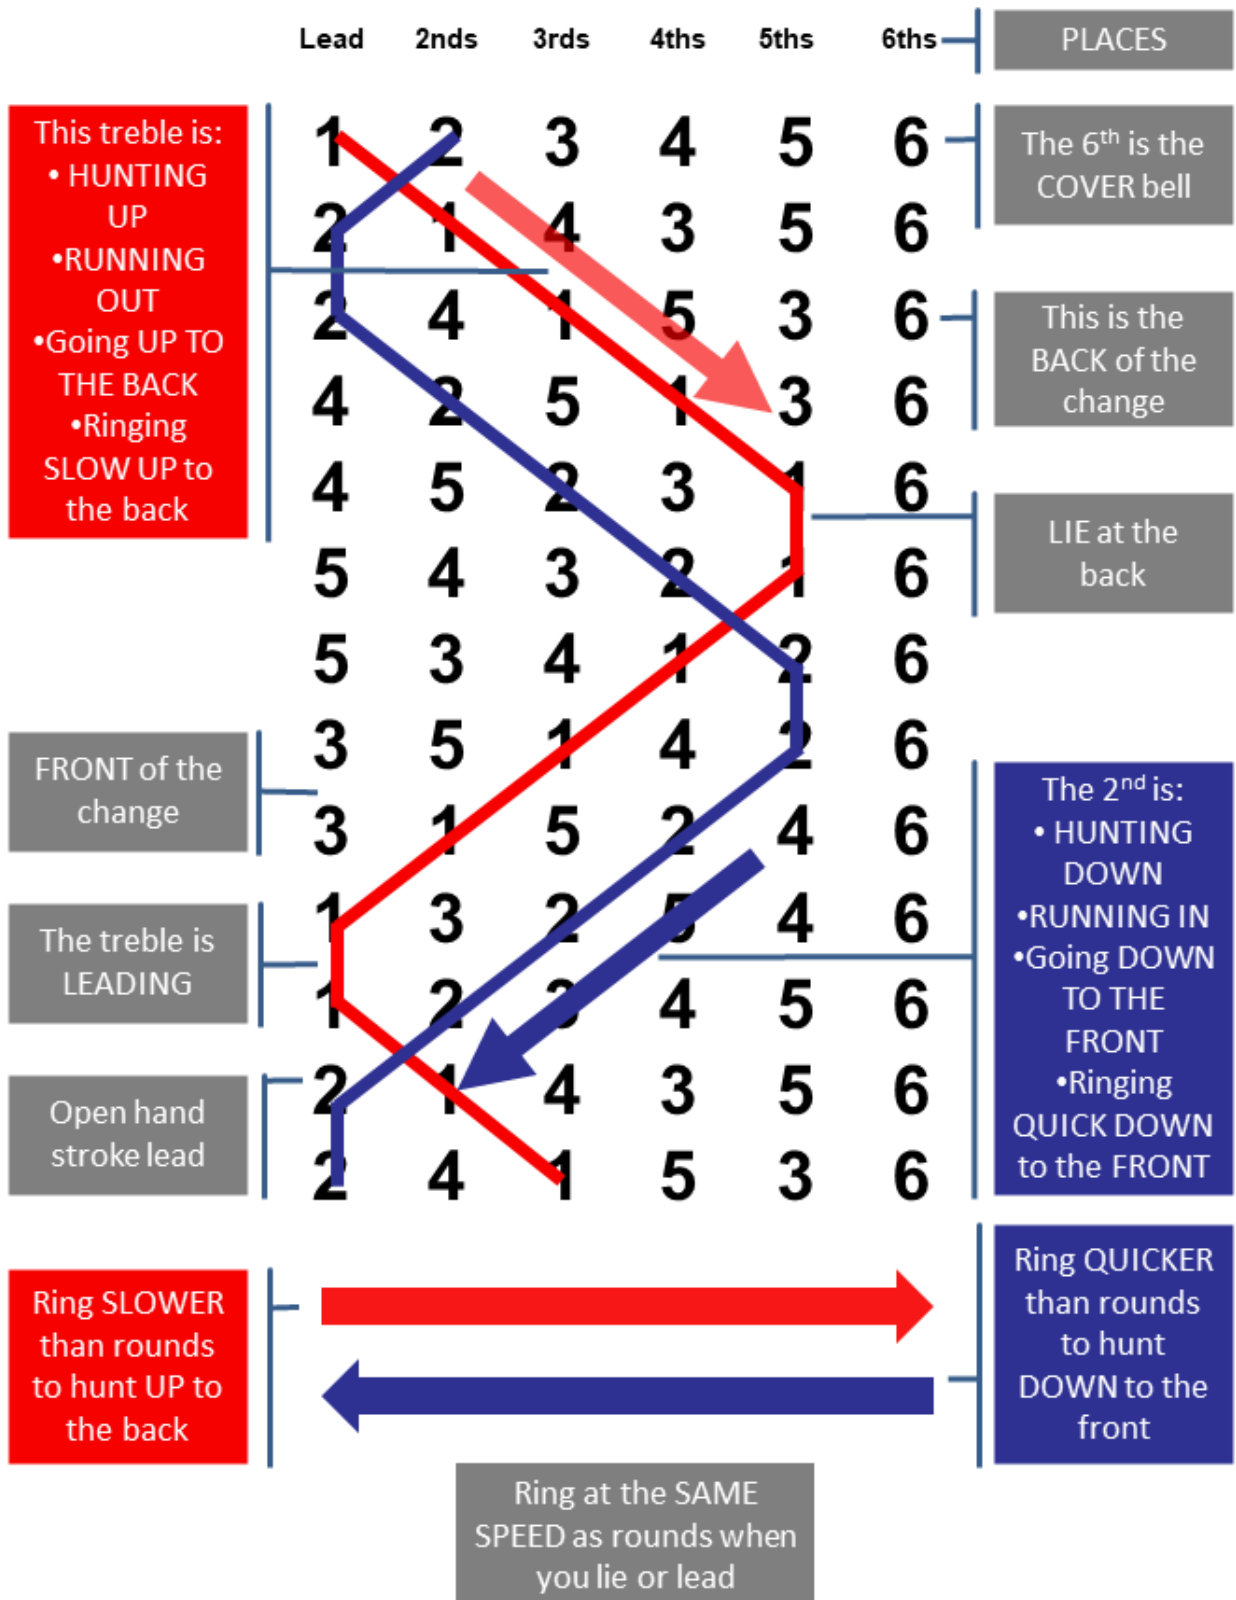 Lead 2nds 3rds 4ths 5ths 6ths
PLACES
This treble is:
• HUNTING
UP
•RUNNING
OUT
•Going UP TO
THE BACK
•Ringing
SLOW UP to
the back
1 2 3 4 5 6
2 1 4 3 5 6
2 4 1 5 3 6
4 2 5 1 3 6
4 5 2 3 1 6
5 4 3 2 1 6
5 3 4 1 2 6
3 5 1 4 2 6
3 1 5 2 4 6
1 3 2 5 4 6
1 2 3 4 5 6
2 1 4 3 5 6
2 4 1 5 3 6
The 6th is the
COVER bell
This is the
BACK of the
change
LIE at the
back
FRONT of the
change
The treble is
LEADING
Open hand
stroke lead
The 2nd is:
• HUNTING
DOWN
•RUNNING IN
•Going DOWN
TO THE
FRONT
•Ringing
QUICK DOWN
to the FRONT
Ring SLOWER
than rounds
to hunt UP to
the back
Ring QUICKER
than rounds
to hunt
DOWN to the
front
Ring at the SAME
SPEED as rounds when
you lie or lead